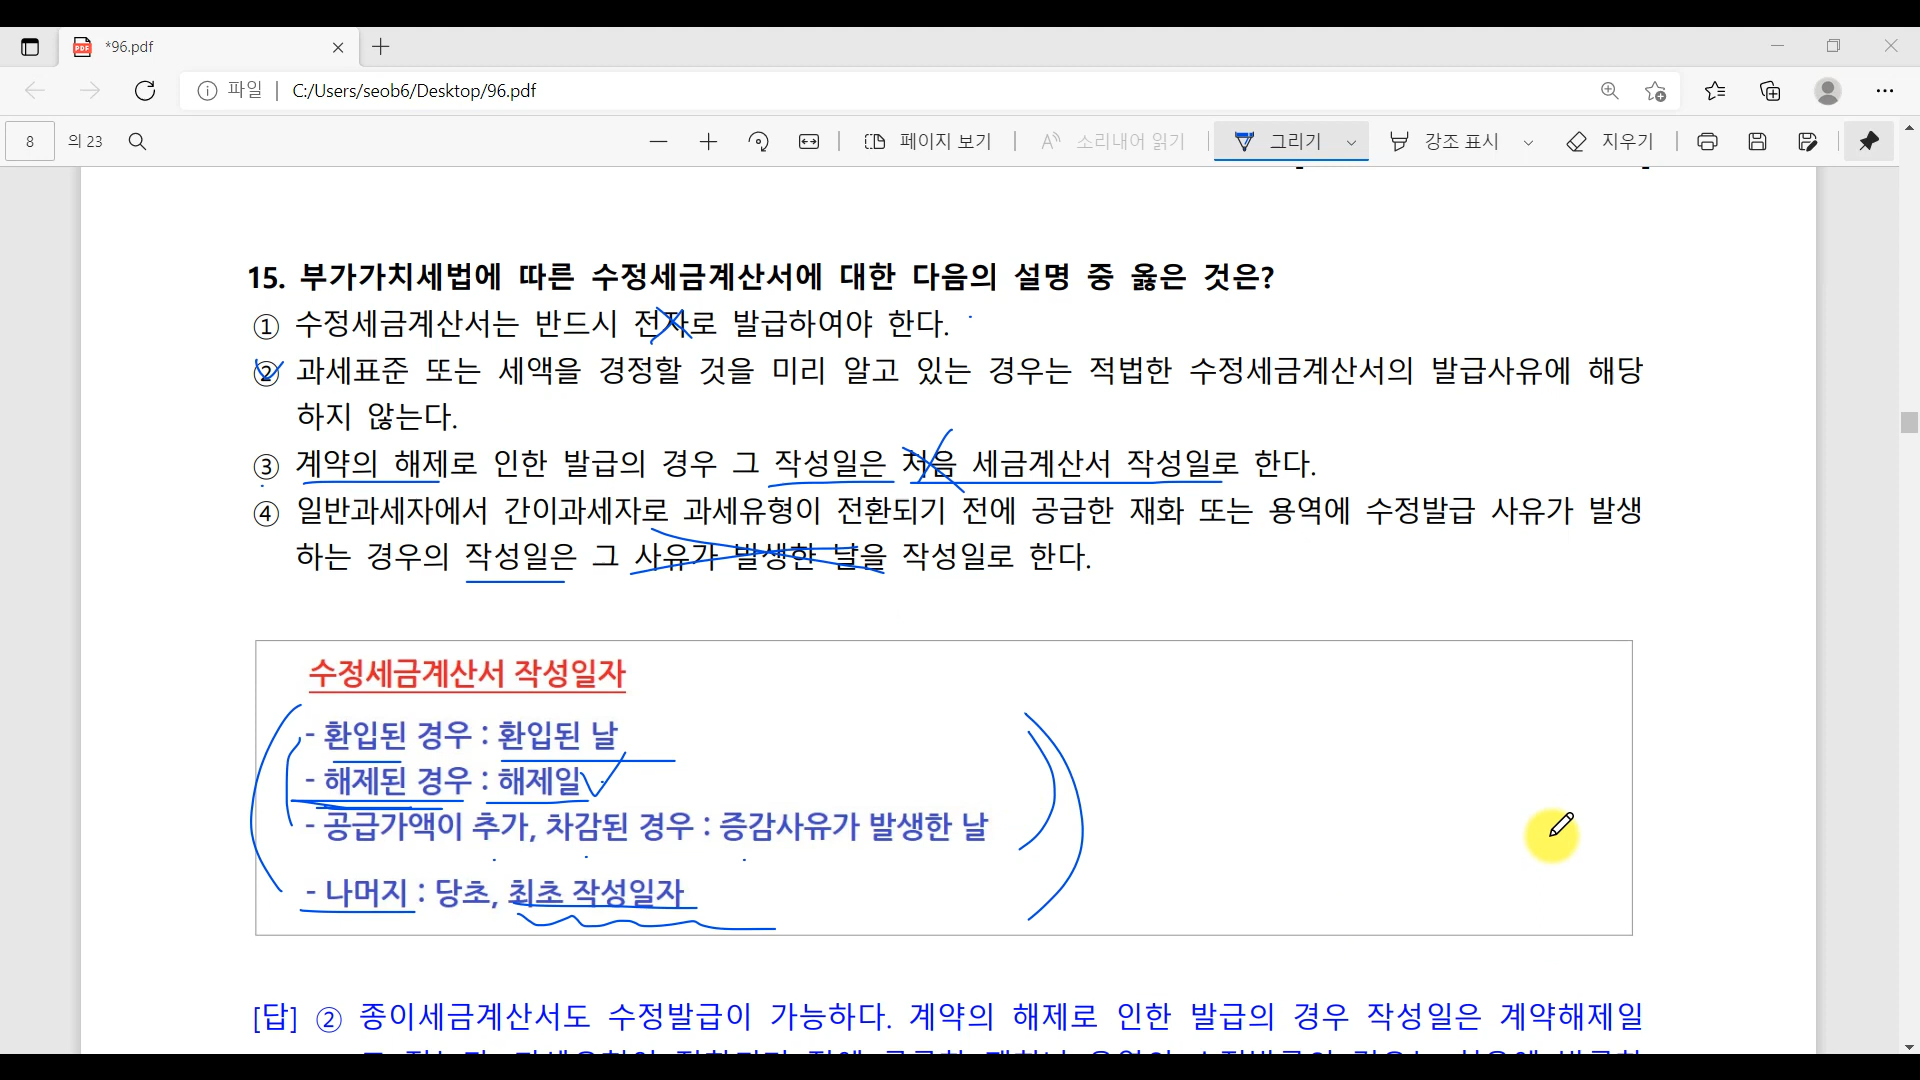 *96.pdf
파일 | C:/Users/seob6/Desktop/96.pdf
8 의 23 페이지 보기 소리내어 읽기 그리기 강조 표시 지우기
15. 부가가치세법에 따른 수정세금계산서에 대한 다음의 설명 중 옳은 것은?
① 수정세금계산서는 반드시 전자로 발급하여야 한다.
② 과세표준 또는 세액을 경정할 것을 미리 알고 있는 경우는 적법한 수정세금계산서의 발급사유에 해당
하지 않는다.
③ 계약의 해제로 인한 발급의 경우 그 작성일은 처음 세금계산서 작성일로 한다.
④ 일반과세자에서 간이과세자로 과세유형이 전환되기 전에 공급한 재화 또는 용역에 수정발급 사유가 발생
하는 경우의 작성일은 그 사유가 발생한 날을 작성일로 한다.
수정세금계산서 작성일자
- 환입된 경우 : 환입된 날
- 해제된 경우 : 해제일
- 공급가액이 추가, 차감된 경우 : 증감사유가 발생한 날
- 나머지 : 당초, 최초 작성일자
[답] ② 종이세금계산서도 수정발급이 가능하다. 계약의 해제로 인한 발급의 경우 작성일은 계약해제일